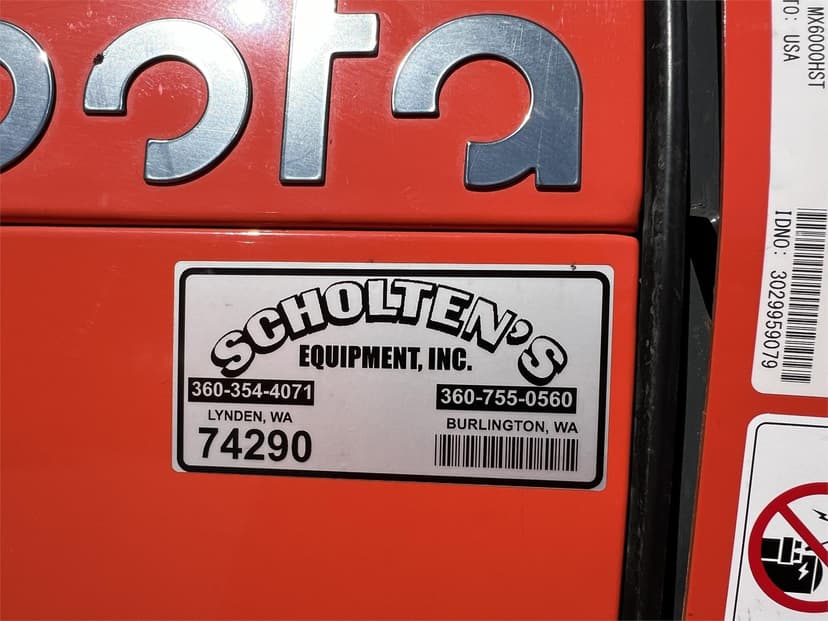 bota
SCHOLTEN'S
EQUIPMENT, INC.
360-354-4071
LYNDEN, WA
74290
360-755-0560
BURLINGTON, WA
MX6000HST
TO: USA
IDNO: 3029959079